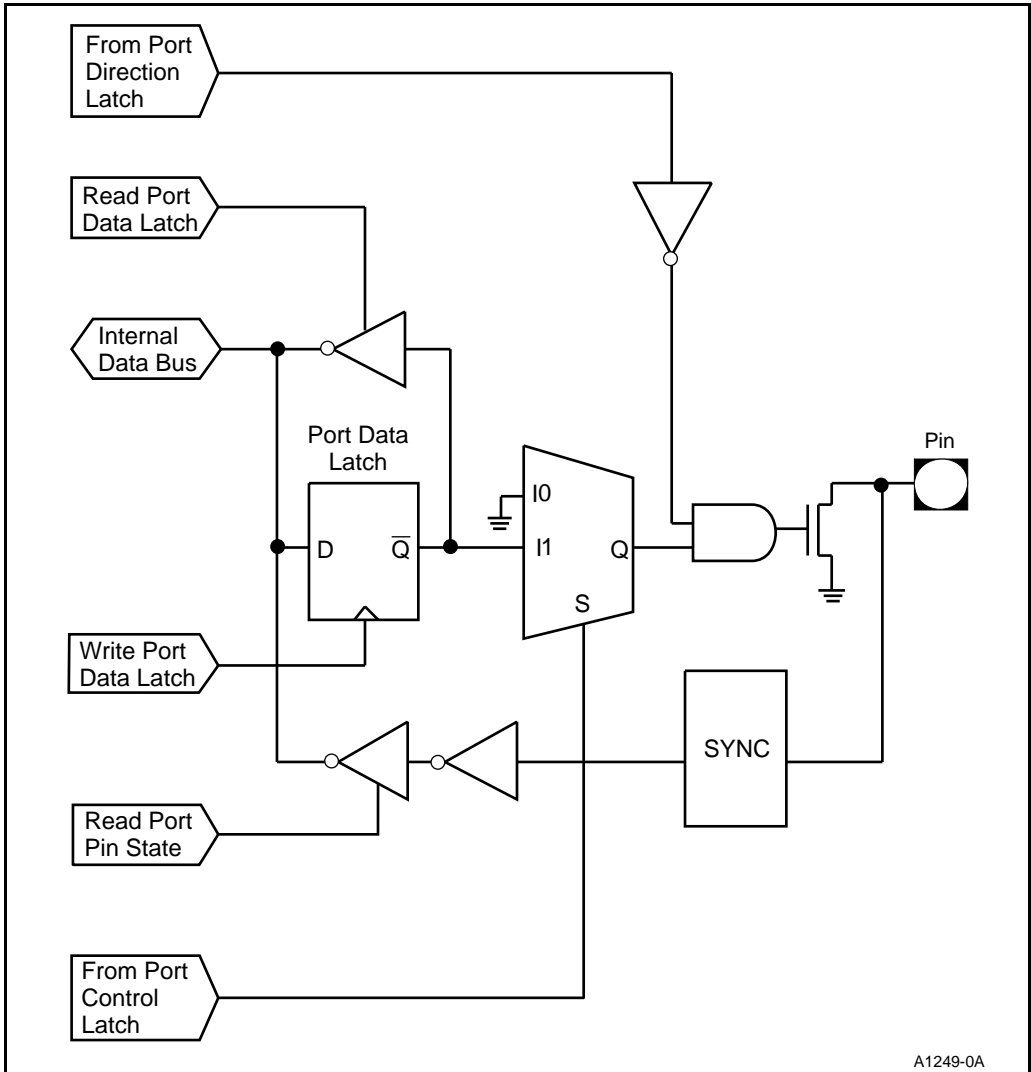 From Port
Direction
Latch
Read Port
Data Latch
Internal
Data Bus
Port Data
Latch
Pin
I0
D
Q̅
I1
Q
S
Write Port
Data Latch
SYNC
Read Port
Pin State
From Port
Control
Latch
A1249-0A